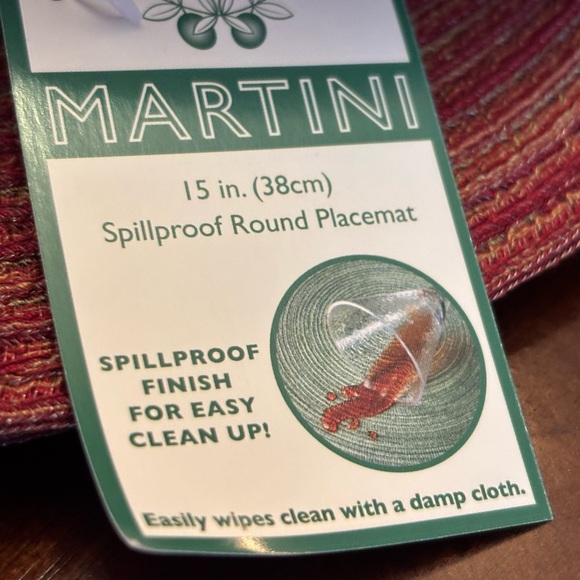 MARTINI
15 in. (38cm)
Spillproof Round Placemat
SPILLPROOF
FINISH
FOR EASY
CLEAN UP!
Easily wipes clean with a damp cloth.